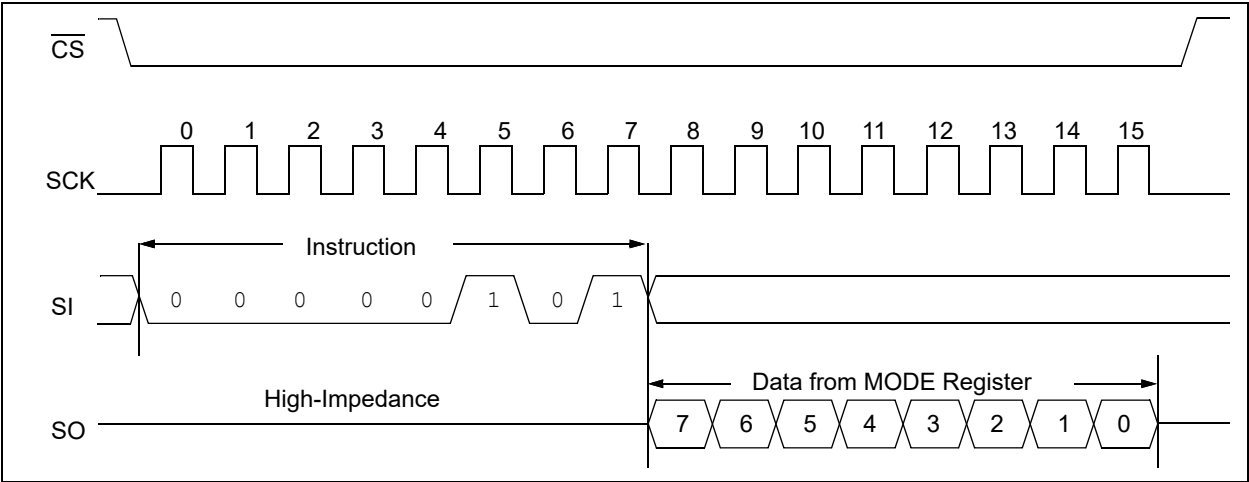 CS
0 1 2 3 4 5 6 7 8 9 10 11 12 13 14 15
SCK
Instruction
SI 0 0 0 0 0 1 0 1
Data from MODE Register
High-Impedance
SO 7 6 5 4 3 2 1 0